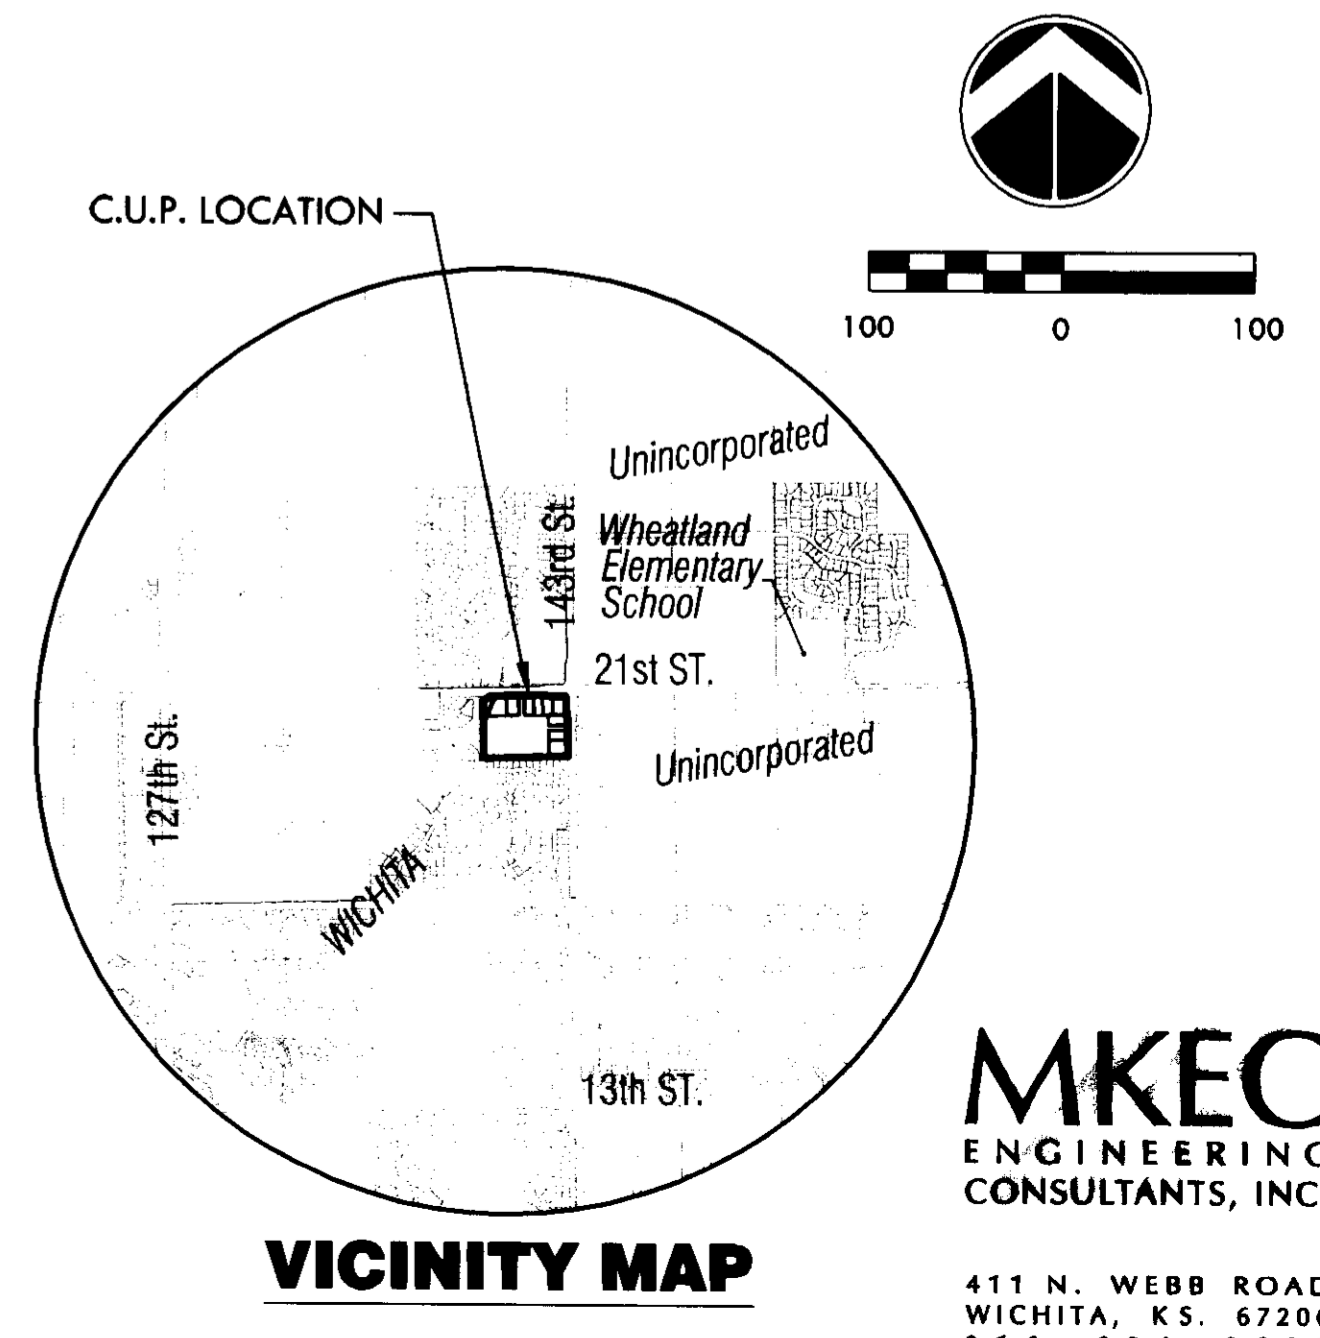 C.U.P. LOCATION
100 0 100
Unincorporated
143rd St.
Wheatland
Elementary
School
21st ST.
127th St.
Unincorporated
WICHITA
13th ST.
VICINITY MAP
MKEC
ENGINEERING
CONSULTANTS, INC
411 N. WEBB ROAD
WICHITA, KS.